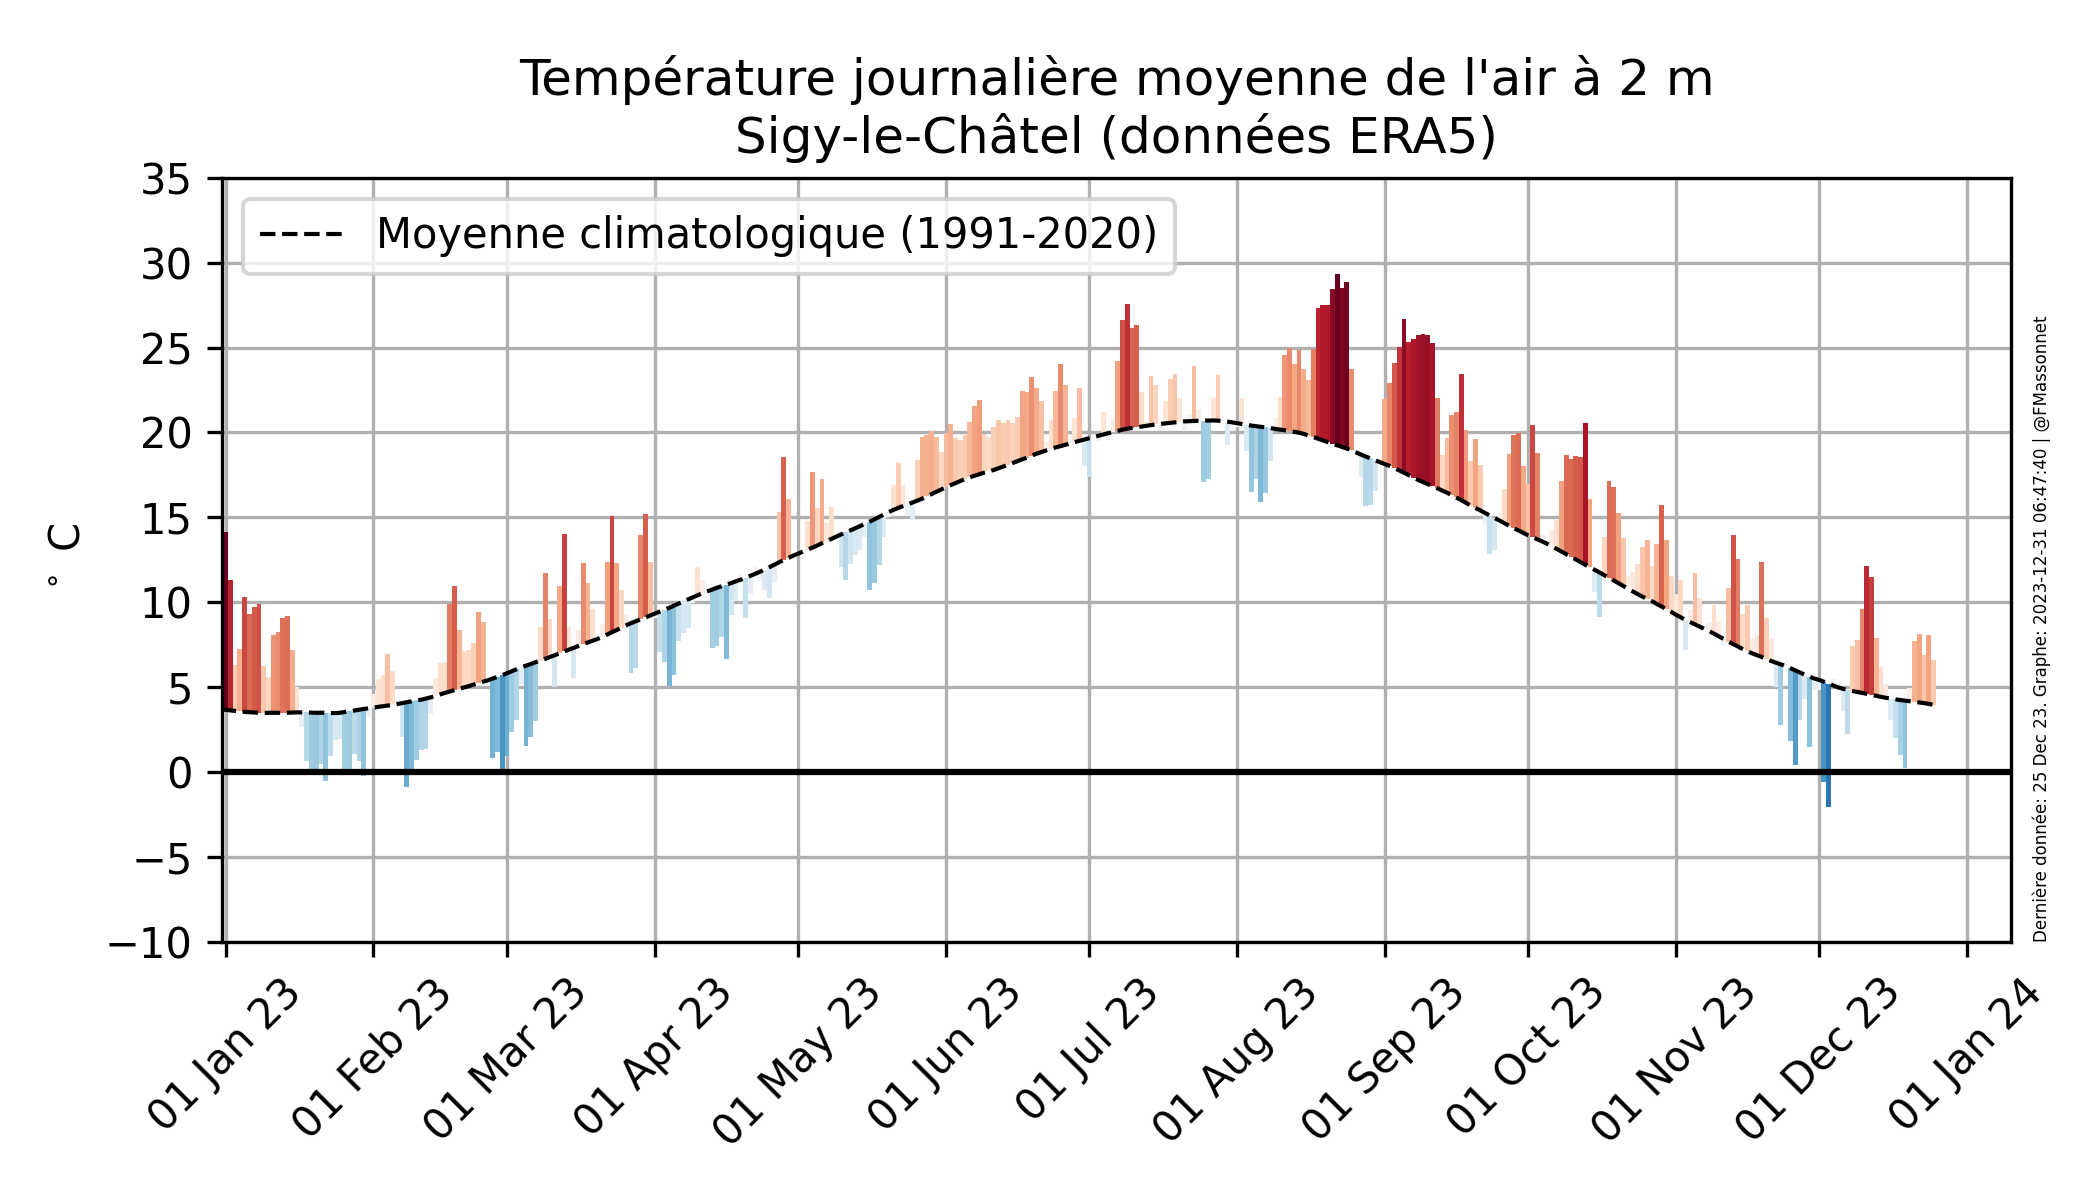 Température journalière moyenne de l'air à 2 m
Sigy-le-Châtel (données ERA5)
Moyenne climatologique (1991-2020)
° C
35
30
25
20
15
10
5
0
−5
−10
01 Jan 23
01 Feb 23
01 Mar 23
01 Apr 23
01 May 23
01 Jun 23
01 Jul 23
01 Aug 23
01 Sep 23
01 Oct 23
01 Nov 23
01 Dec 23
01 Jan 24
Dernière donnée: 25 Dec 23. Graphe: 2023-12-31 06:47:40 | @FMassonnet